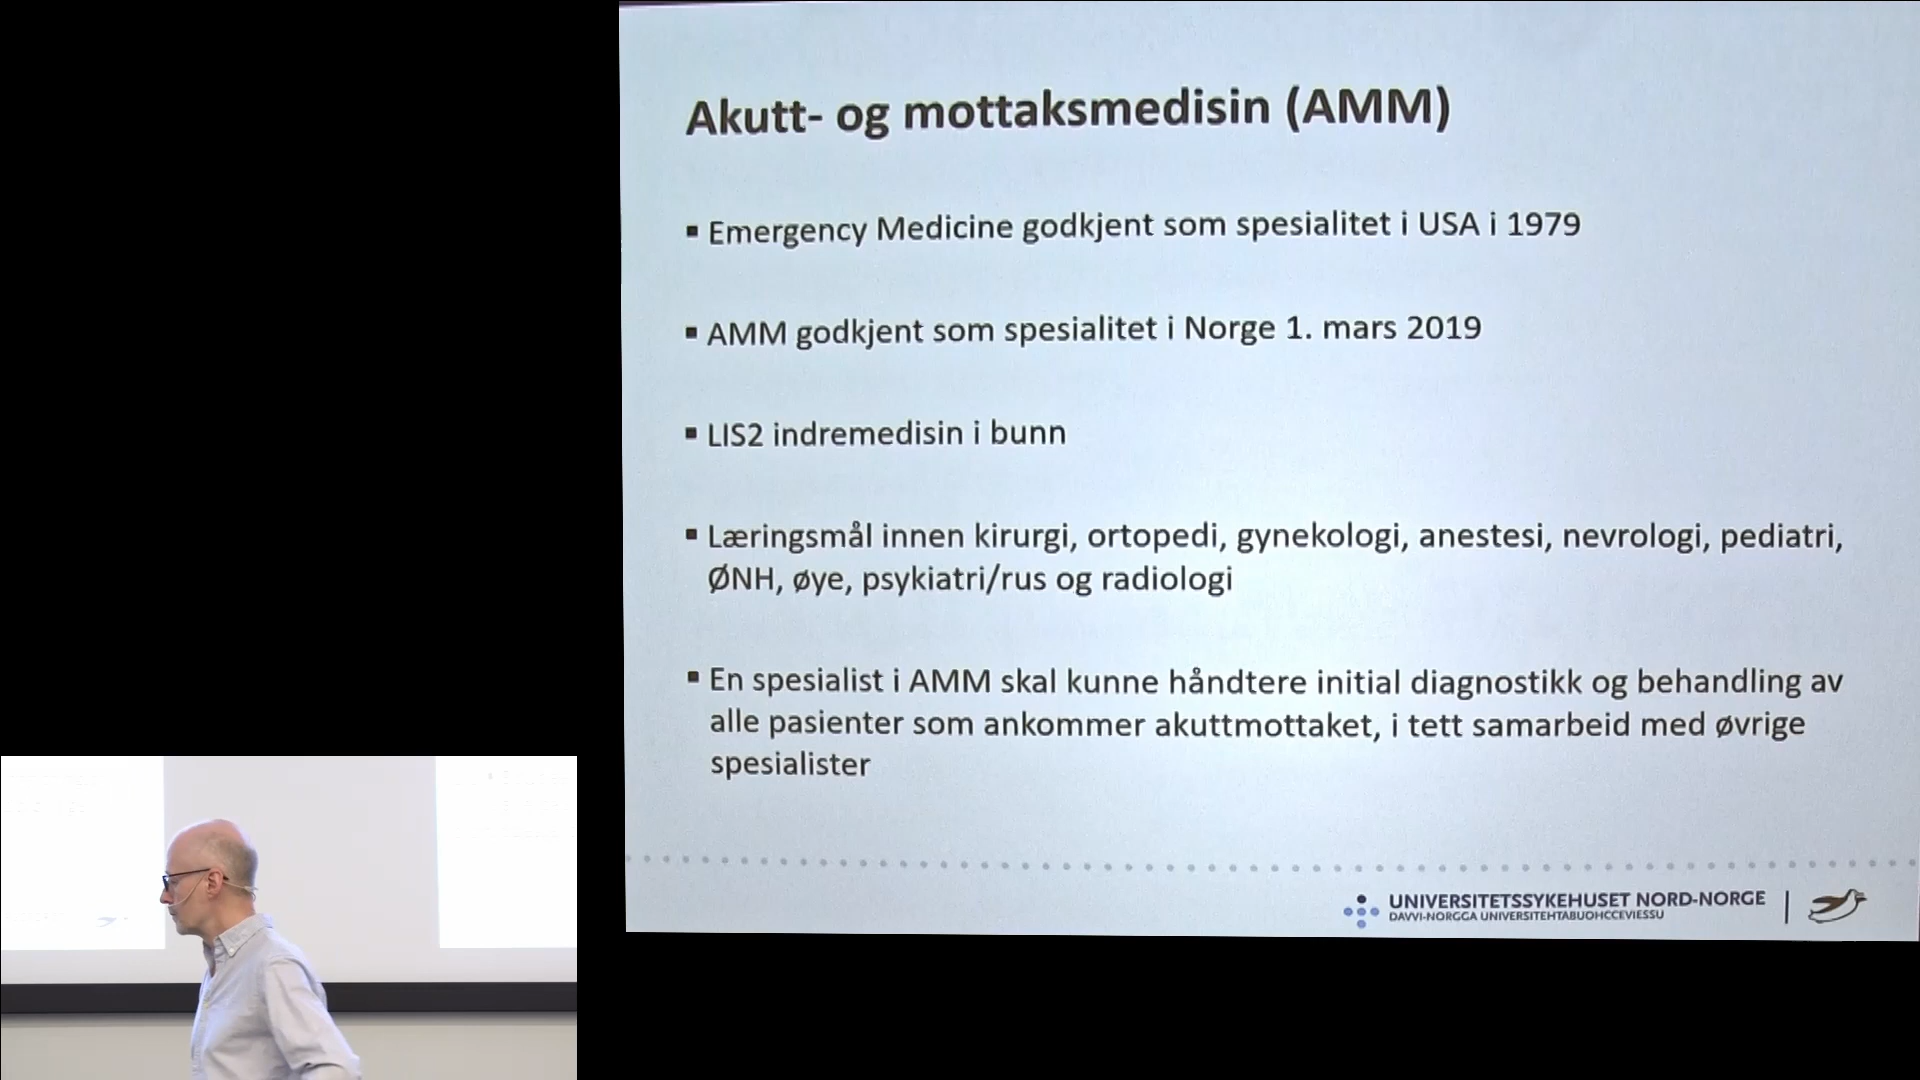 Akutt- og mottaksmedisin (AMM)
▪ Emergency Medicine godkjent som spesialitet i USA i 1979
▪ AMM godkjent som spesialitet i Norge 1. mars 2019
▪ LIS2 indremedisin i bunn
▪ Læringsmål innen kirurgi, ortopedi, gynekologi, anestesi, nevrologi, pediatri,
ØNH, øye, psykiatri/rus og radiologi
▪ En spesialist i AMM skal kunne håndtere initial diagnostikk og behandling av
alle pasienter som ankommer akuttmottaket, i tett samarbeid med øvrige
spesialister
UNIVERSITETSSYKEHUSET NORD-NORGE
DAVVI-NORGGA UNIVERSITEHTABUOHCCEVIESSU